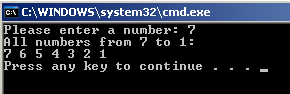 C:\WINDOWS\system32\cmd.exe
Please enter a number: 7
All numbers from 7 to 1:
7 6 5 4 3 2 1
Press any key to continue . . . _